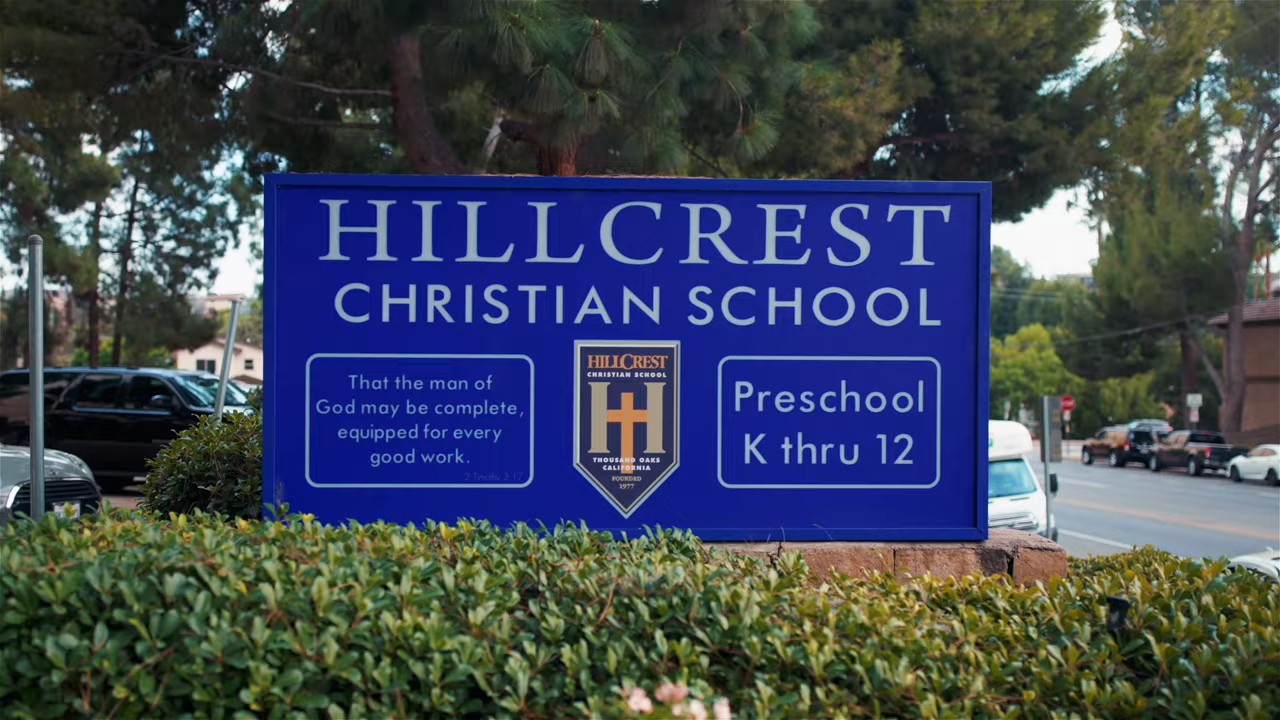 HILLCREST
CHRISTIAN SCHOOL
That the man of
God may be complete,
equipped for every
good work.
2 Timothy 3:17
HILLCREST
CHRISTIAN SCHOOL
H
THOUSAND OAKS
CALIFORNIA
FOUNDED
1977
Preschool
K thru 12